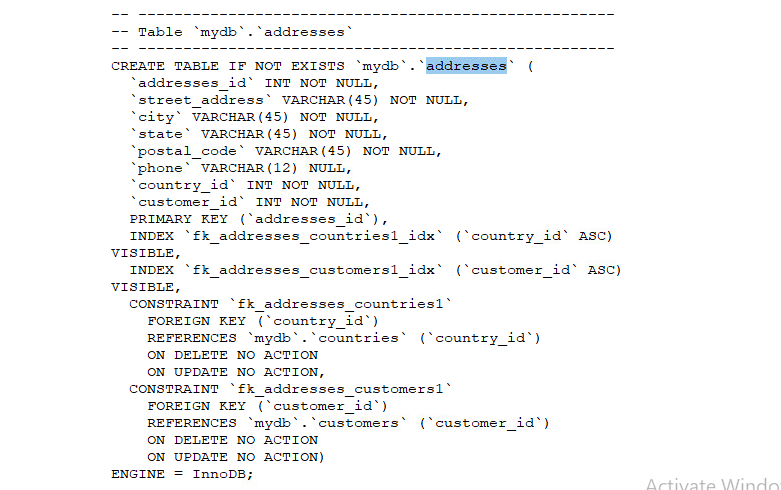 -- -----------------------------------------------------
-- Table `mydb`.`addresses`
-- -----------------------------------------------------
CREATE TABLE IF NOT EXISTS `mydb`.`addresses` (
  `addresses_id` INT NOT NULL,
  `street_address` VARCHAR(45) NOT NULL,
  `city` VARCHAR(45) NOT NULL,
  `state` VARCHAR(45) NOT NULL,
  `postal_code` VARCHAR(45) NOT NULL,
  `phone` VARCHAR(12) NULL,
  `country_id` INT NOT NULL,
  `customer_id` INT NOT NULL,
  PRIMARY KEY (`addresses_id`),
  INDEX `fk_addresses_countries1_idx` (`country_id` ASC)
VISIBLE,
  INDEX `fk_addresses_customers1_idx` (`customer_id` ASC)
VISIBLE,
  CONSTRAINT `fk_addresses_countries1`
    FOREIGN KEY (`country_id`)
    REFERENCES `mydb`.`countries` (`country_id`)
    ON DELETE NO ACTION
    ON UPDATE NO ACTION,
  CONSTRAINT `fk_addresses_customers1`
    FOREIGN KEY (`customer_id`)
    REFERENCES `mydb`.`customers` (`customer_id`)
    ON DELETE NO ACTION
    ON UPDATE NO ACTION)
ENGINE = InnoDB;
Activate Windo